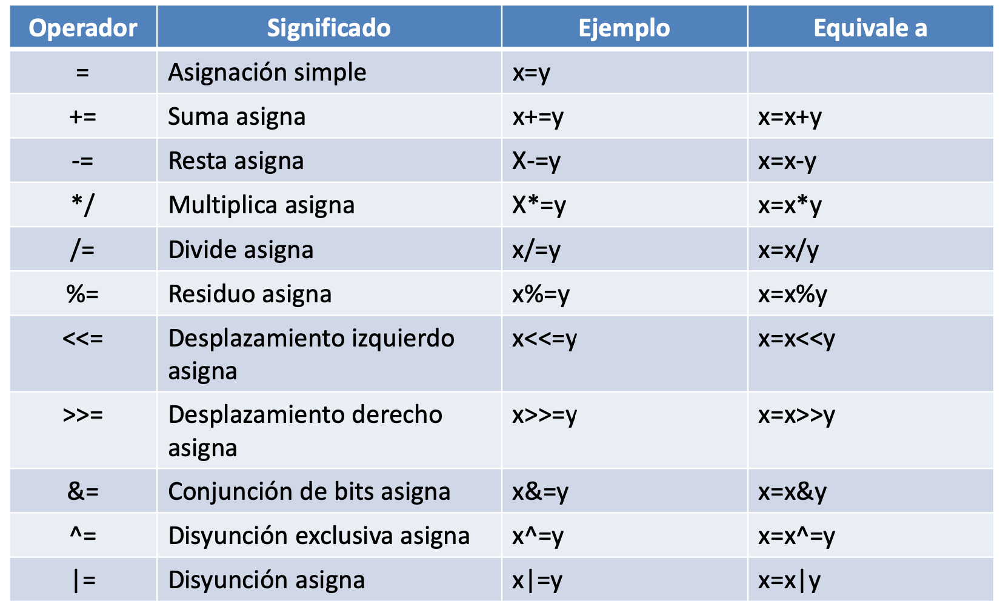 Operador Significado Ejemplo Equivale a
= Asignación simple x=y
+= Suma asigna x+=y x=x+y
-= Resta asigna X-=y x=x-y
*/ Multiplica asigna X*=y x=x*y
/= Divide asigna x/=y x=x/y
%= Residuo asigna x%=y x=x%y
<<= Desplazamiento izquierdo x<<=y x=x<<y
asigna
>>= Desplazamiento derecho x>>=y x=x>>y
asigna
&= Conjunción de bits asigna x&=y x=x&y
^= Disyunción exclusiva asigna x^=y x=x^=y
|= Disyunción asigna x|=y x=x|y